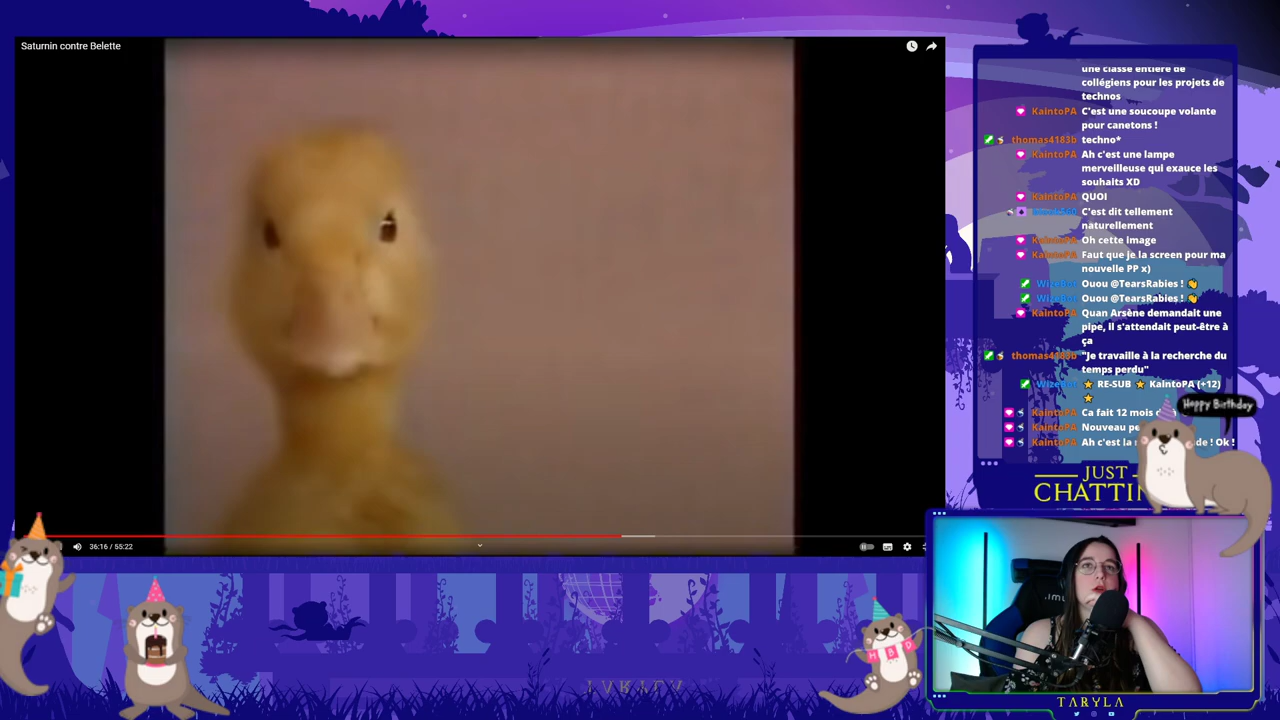 Saturnin contre Belette
36:16 / 55:22
une classe entière de
collégiens pour les projets de
technos
KaintoPA C'est une soucoupe volante
pour canetons !
thomas4183b techno*
KaintoPA Ah c'est une lampe
merveilleuse qui exauce les
souhaits XD
KaintoPA QUOI
C'est dit tellement
naturellement
KaintoPA Oh cette image
KaintoPA Faut que je la screen pour ma
nouvelle PP x)
WizeBot Ouou @TearsRabies !
WizeBot Ouou @TearsRabies !
KaintoPA Quan Arsène demandait une
pipe, il s'attendait peut-être à
ça
thomas4183b "Je travaille à la recherche du
temps perdu"
WizeBot RE-SUB KaintoPA (+12)
KaintoPA Ca fait 12 mois
KaintoPA Nouveau
KaintoPA Ah c'est la de ! Ok !
Happy Birthday
JUST
CHATTIN
HBD
TARYLA